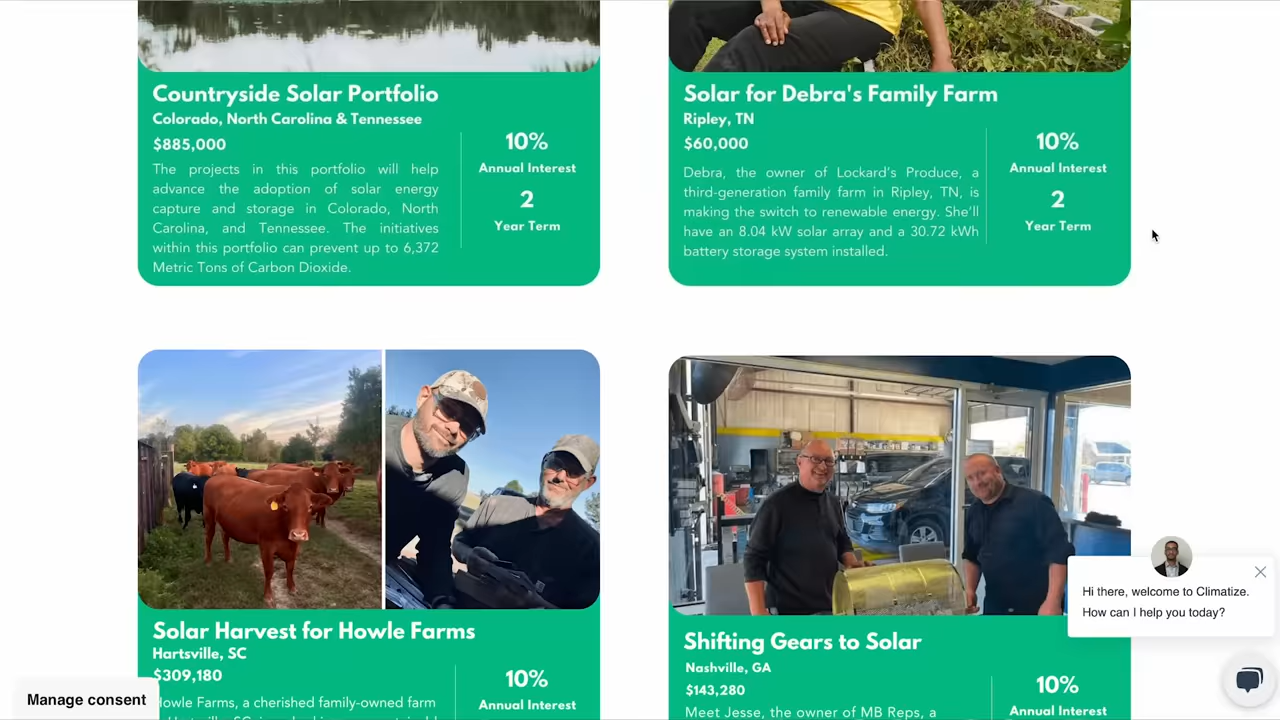 Countryside Solar Portfolio
Colorado, North Carolina & Tennessee
$885,000
The projects in this portfolio will help
advance the adoption of solar energy
capture and storage in Colorado, North
Carolina, and Tennessee. The initiatives
within this portfolio can prevent up to 6,372
Metric Tons of Carbon Dioxide.
10%
Annual Interest
2
Year Term
Solar for Debra's Family Farm
Ripley, TN
$60,000
Debra, the owner of Lockard's Produce, a
third-generation family farm in Ripley, TN, is
making the switch to renewable energy. She'll
have an 8.04 kW solar array and a 30.72 kWh
battery storage system installed.
10%
Annual Interest
2
Year Term
Solar Harvest for Howle Farms
Hartsville, SC
$309,180
Howle Farms, a cherished family-owned farm
10%
Annual Interest
Shifting Gears to Solar
Nashville, GA
$143,280
Meet Jesse, the owner of MB Reps, a
10%
Annual Interest
Hi there, welcome to Climatize.
How can I help you today?
Manage consent